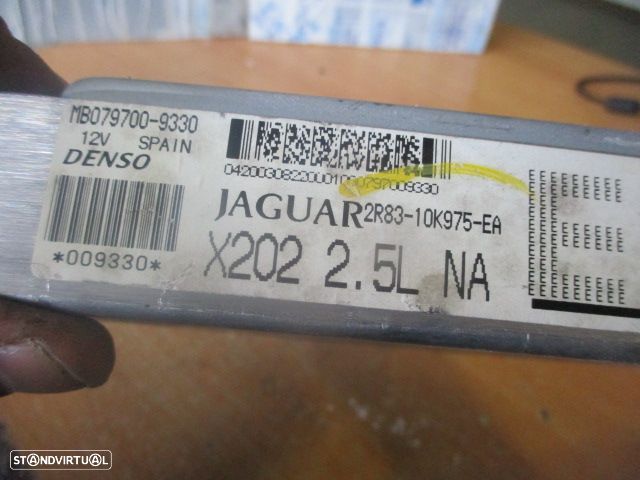 MB079700-9330
12V SPAIN
DENSO
*009330*
JAGUAR 2R83-10K975-EA
X202 2.5L NA
STANDVIRTUAL